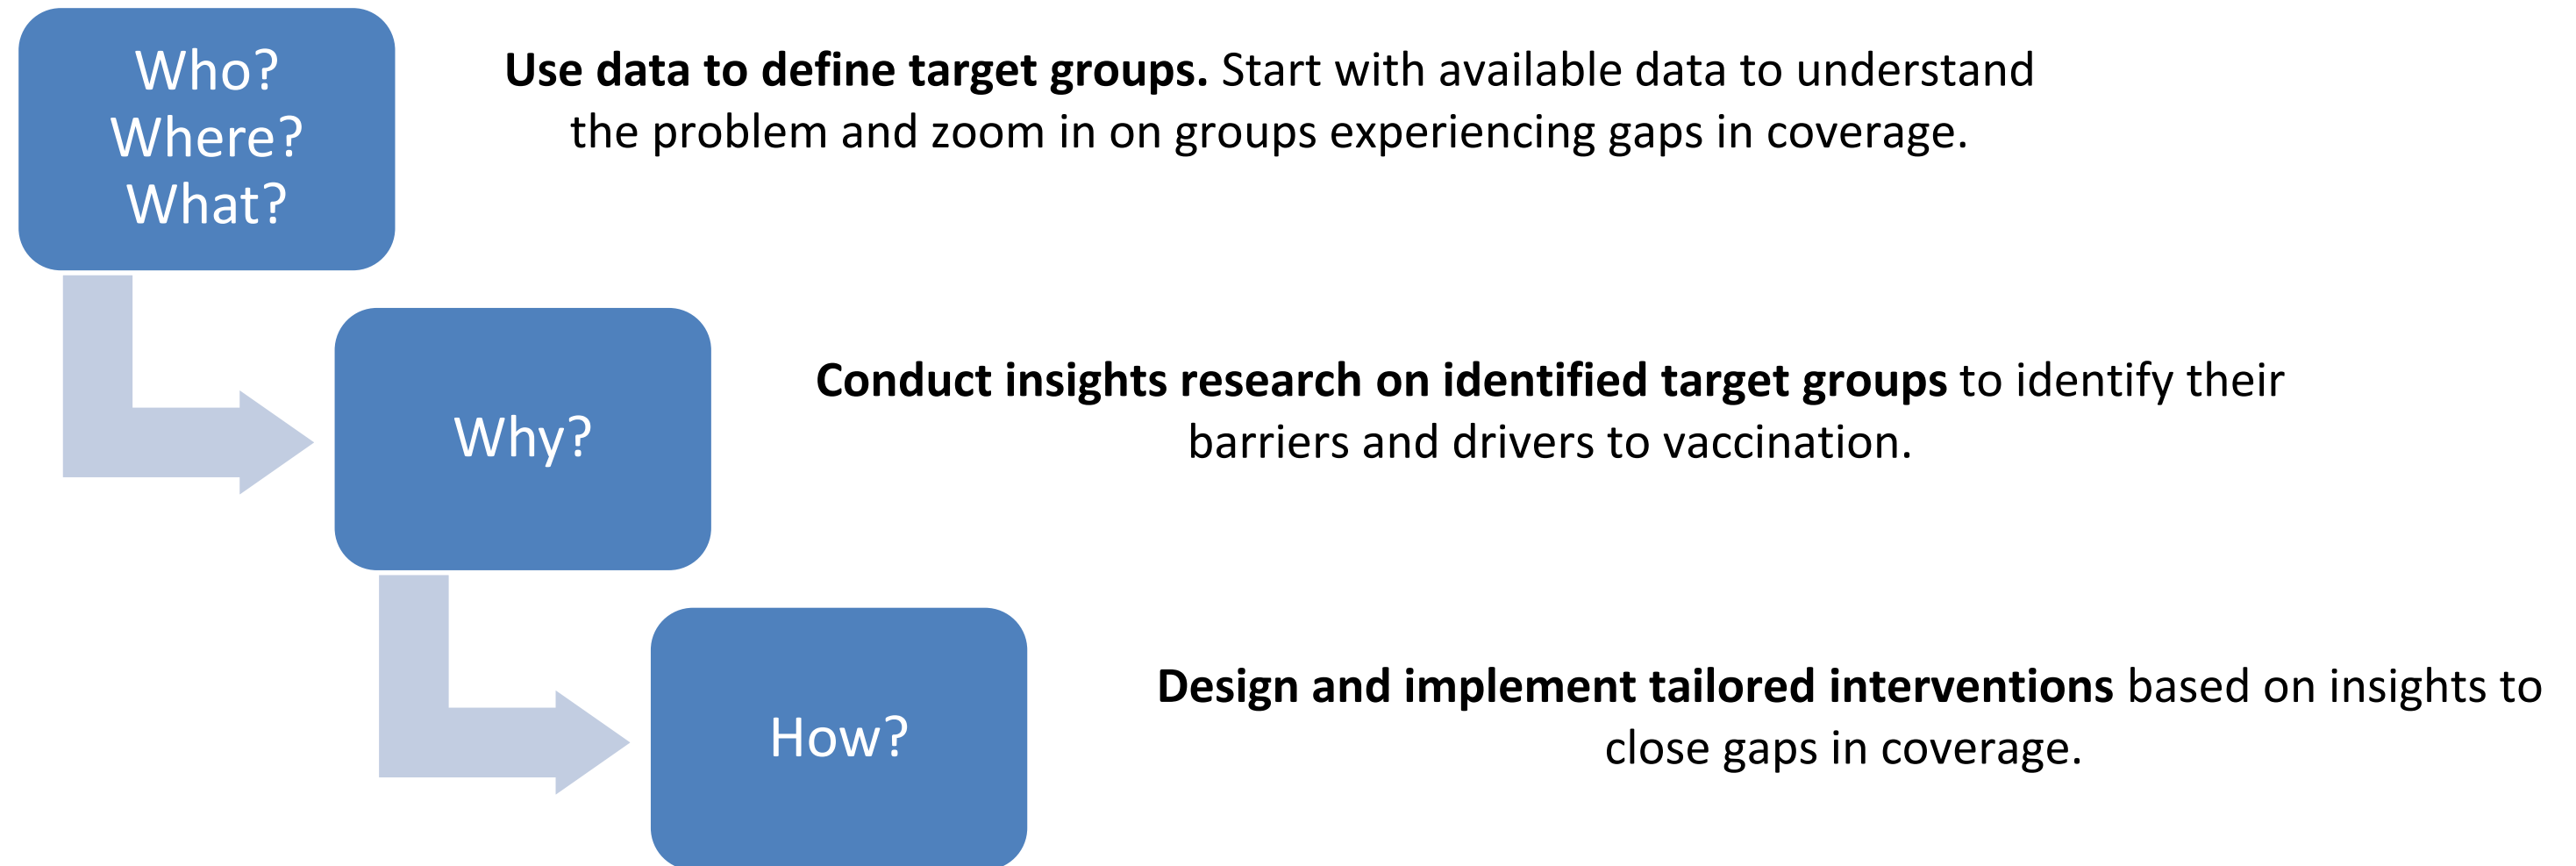 Who?
Where?
What?
Use data to define target groups. Start with available data to understand
the problem and zoom in on groups experiencing gaps in coverage.
Why?
Conduct insights research on identified target groups to identify their
barriers and drivers to vaccination.
How?
Design and implement tailored interventions based on insights to
close gaps in coverage.